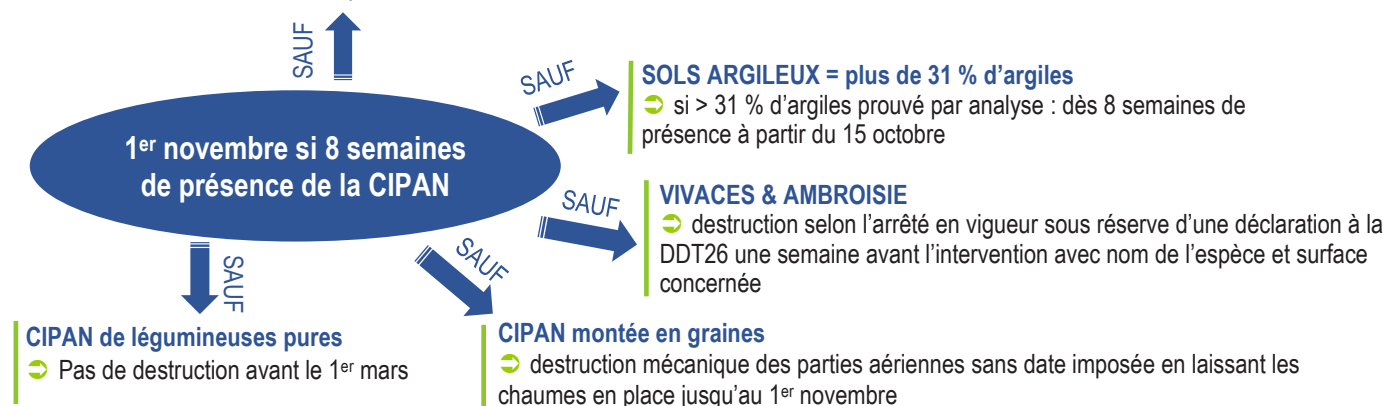 SAUF
SAUF
SOLS ARGILEUX = plus de 31 % d'argiles
➲ si > 31 % d'argiles prouvé par analyse : dès 8 semaines de
présence à partir du 15 octobre
1er novembre si 8 semaines
de présence de la CIPAN
SAUF
VIVACES & AMBROISIE
➲ destruction selon l'arrêté en vigueur sous réserve d'une déclaration à la
DDT26 une semaine avant l'intervention avec nom de l'espèce et surface
concernée
SAUF
SAUF
CIPAN de légumineuses pures
➲ Pas de destruction avant le 1er mars
CIPAN montée en graines
➲ destruction mécanique des parties aériennes sans date imposée en laissant les
chaumes en place jusqu'au 1er novembre